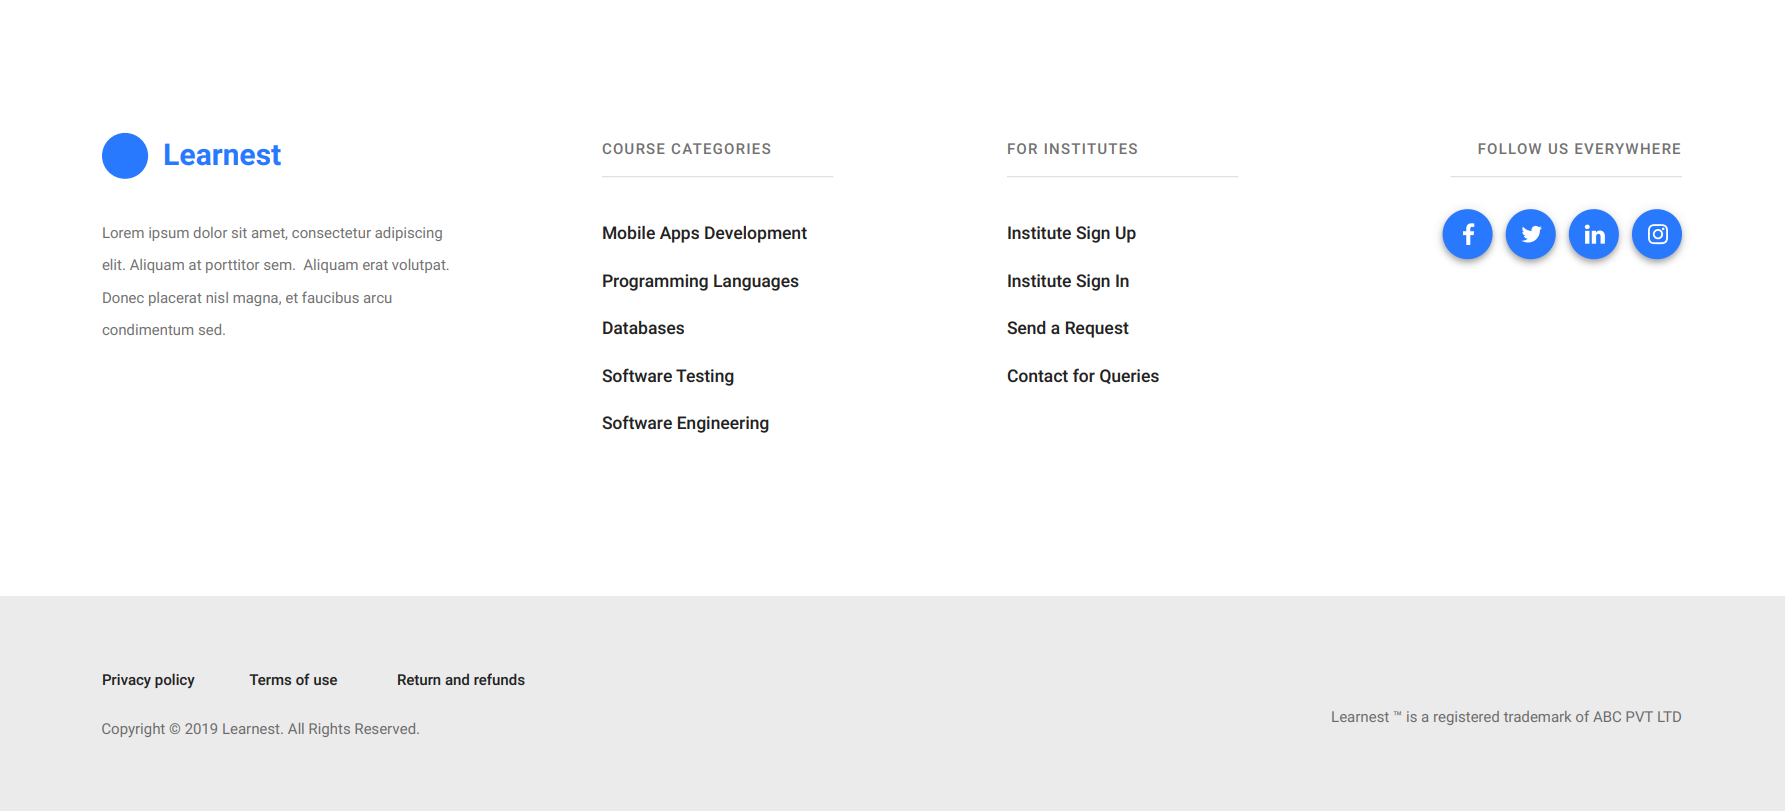 Learnest
Lorem ipsum dolor sit amet, consectetur adipiscing
elit. Aliquam at porttitor sem.  Aliquam erat volutpat.
Donec placerat nisl magna, et faucibus arcu
condimentum sed.
COURSE CATEGORIES
Mobile Apps Development
Programming Languages
Databases
Software Testing
Software Engineering
FOR INSTITUTES
Institute Sign Up
Institute Sign In
Send a Request
Contact for Queries
FOLLOW US EVERYWHERE
Privacy policy
Terms of use
Return and refunds
Copyright © 2019 Learnest. All Rights Reserved.
Learnest ™ is a registered trademark of ABC PVT LTD